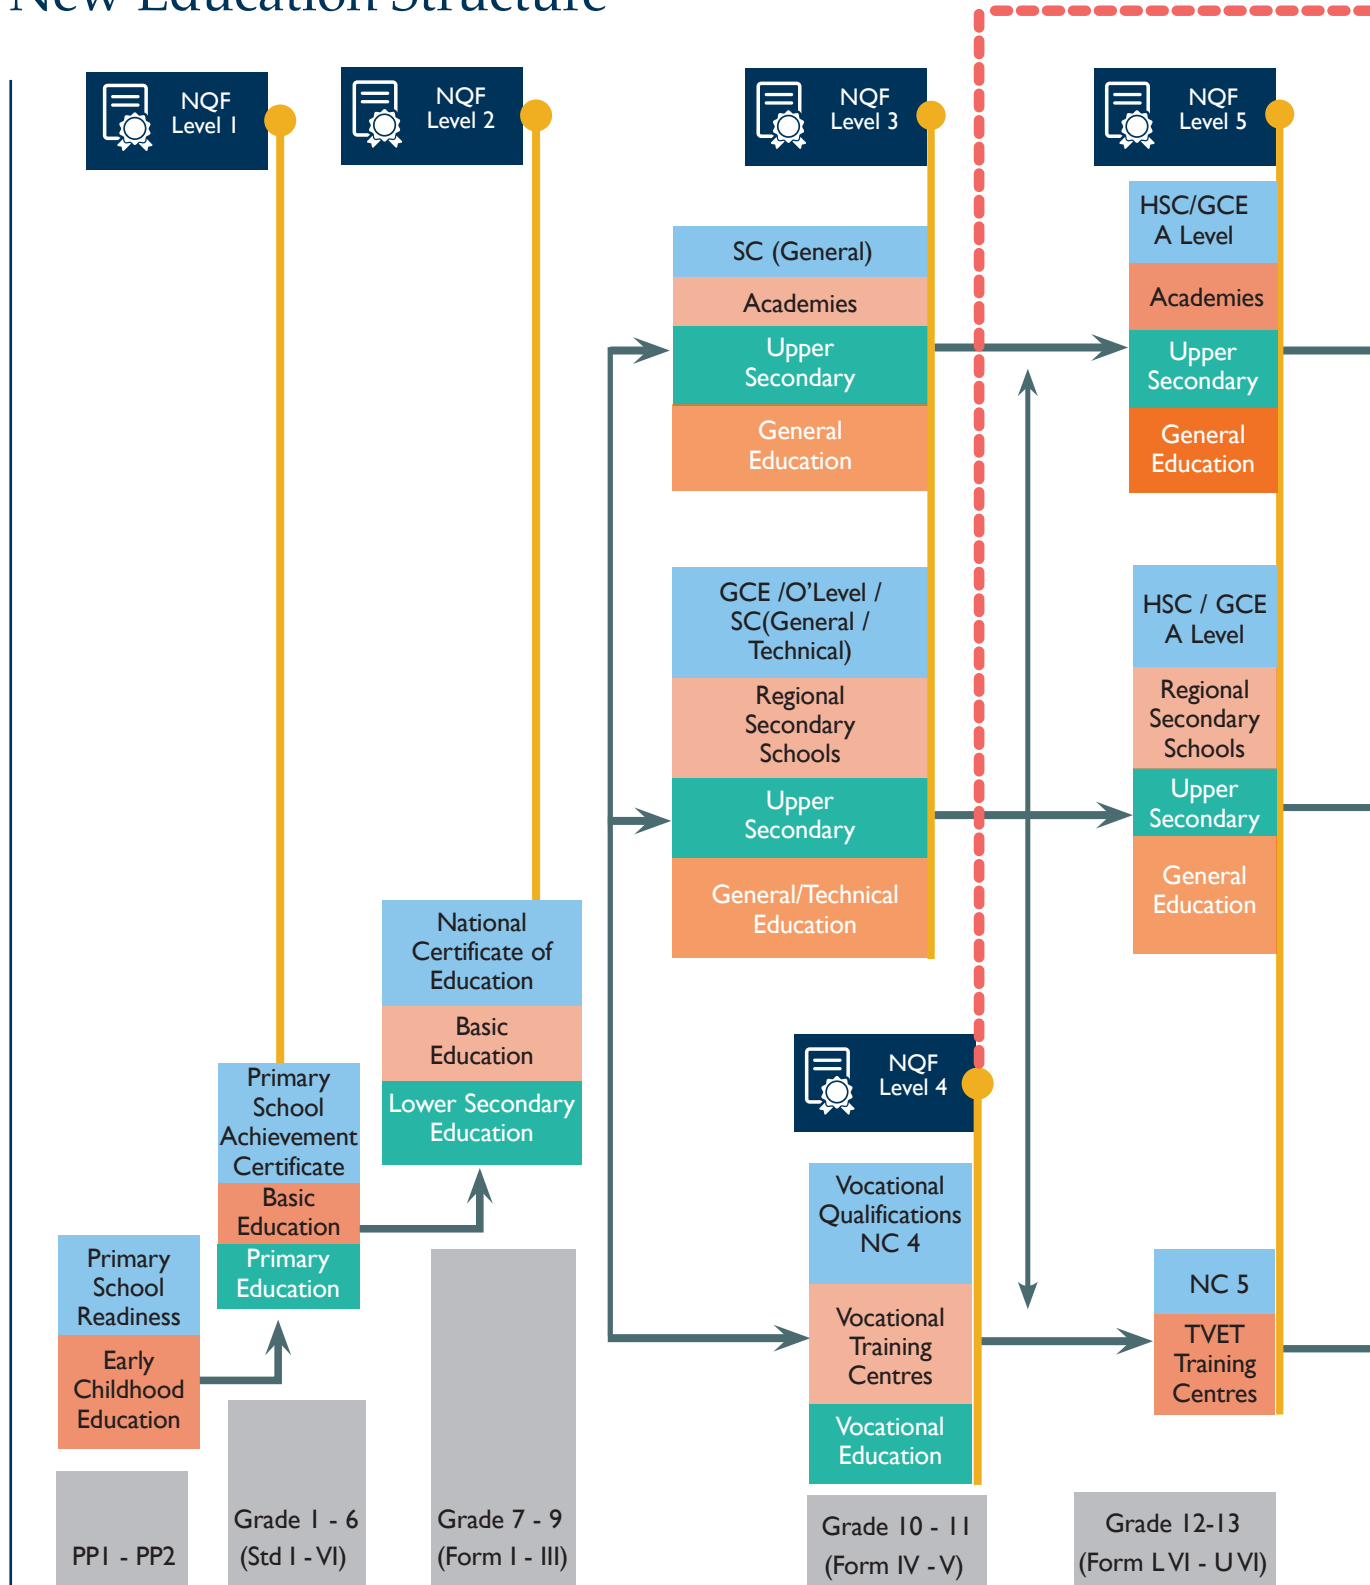 New Education Structure
NQF
Level 1
NQF
Level 2
NQF
Level 3
NQF
Level 5
SC (General)
Academies
Upper
Secondary
General
Education
HSC/GCE
A Level
Academies
Upper
Secondary
General
Education
GCE /O'Level /
SC(General /
Technical)
Regional
Secondary
Schools
Upper
Secondary
General/Technical
Education
HSC / GCE
A Level
Regional
Secondary
Schools
Upper
Secondary
General
Education
National
Certificate of
Education
Basic
Education
Lower Secondary
Education
NQF
Level 4
Primary
School
Achievement
Certificate
Basic
Education
Primary
Education
Vocational
Qualifications
NC 4
Vocational
Training
Centres
Vocational
Education
Primary
School
Readiness
Early
Childhood
Education
NC 5
TVET
Training
Centres
PP1 - PP2
Grade 1 - 6
(Std I - VI)
Grade 7 - 9
(Form I - III)
Grade 10 - 11
(Form IV - V)
Grade 12-13
(Form L VI - U VI)